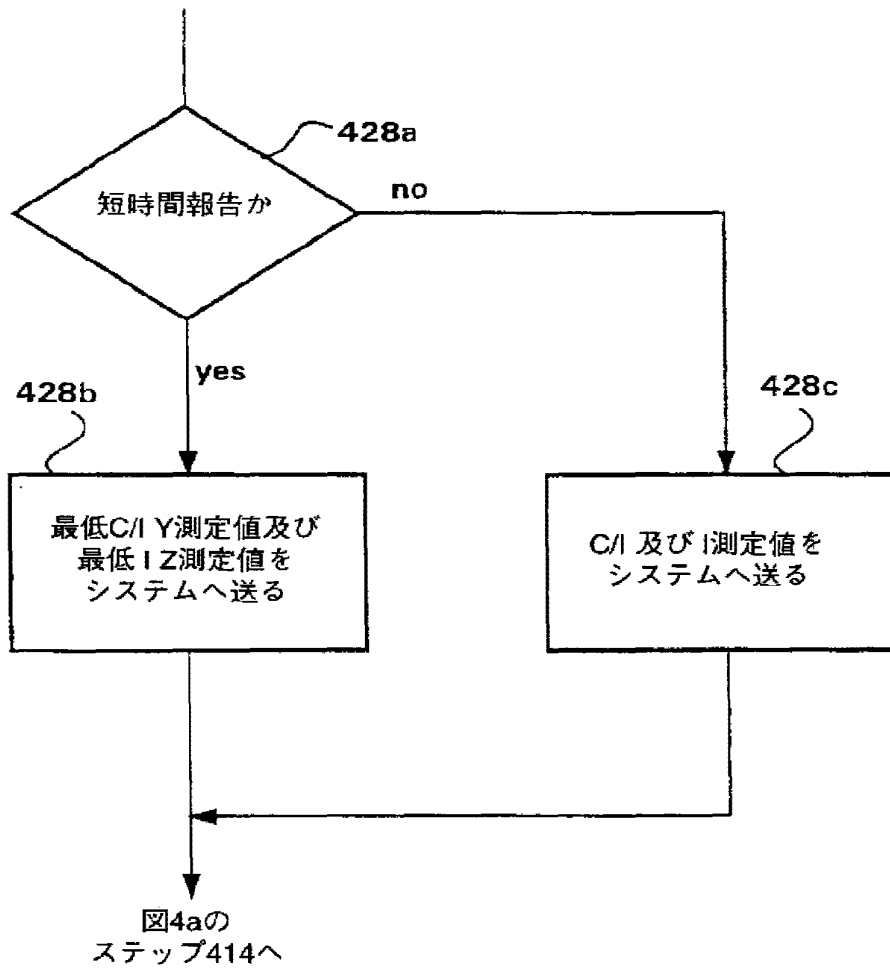 428a
短時間報告か
no
yes
428b
428c
最低C/I Y測定値及び
最低 I Z測定値を
システムへ送る
C/I 及び I測定値を
システムへ送る
図4aの
ステップ414へ